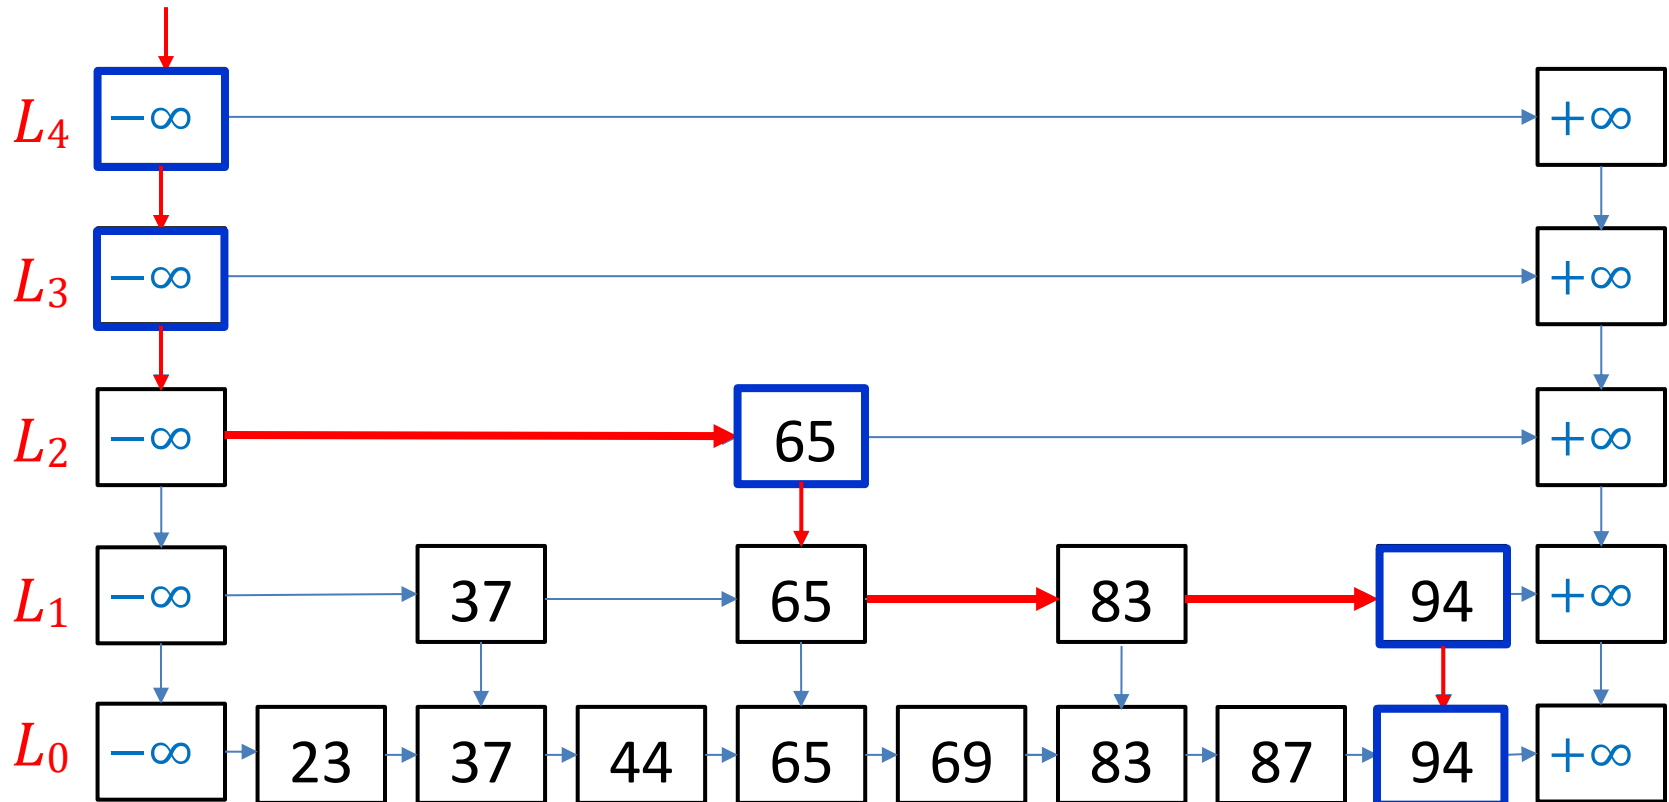 L₄ −∞ +∞
L₃ −∞ +∞
L₂ −∞ 65 +∞
L₁ −∞ 37 65 83 94 +∞
L₀ −∞ 23 37 44 65 69 83 87 94 +∞